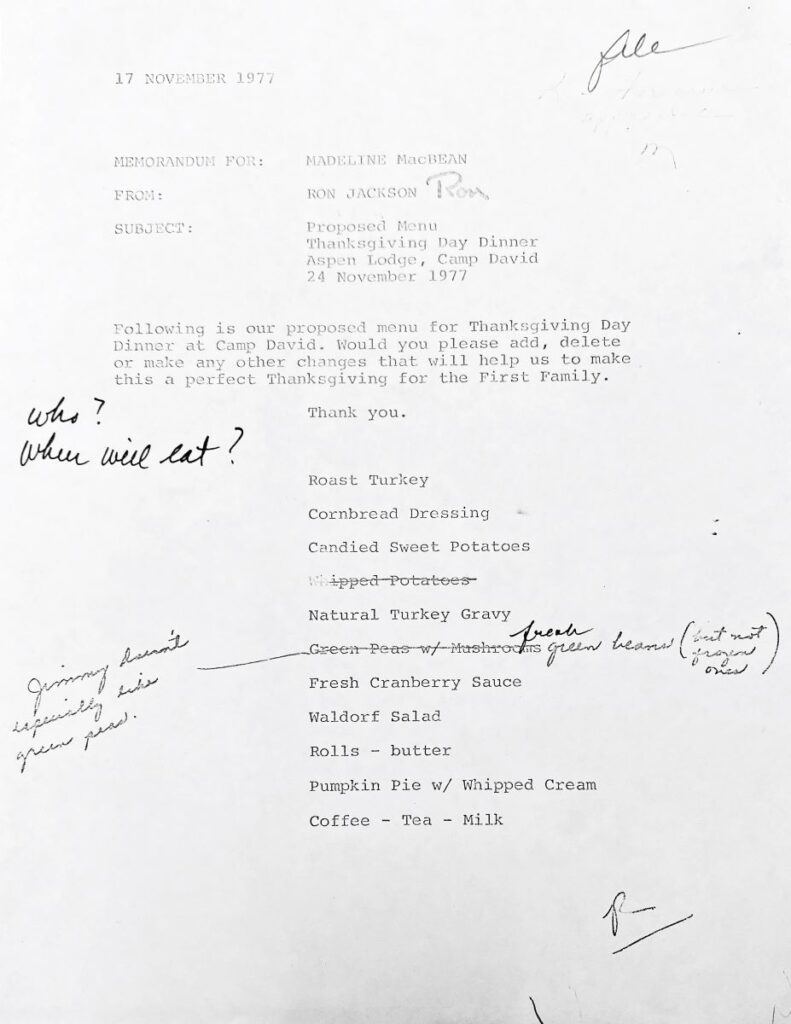 file
17 NOVEMBER 1977
MEMORANDUM FOR: MADELINE MacBEAN
FROM: RON JACKSON Ron
SUBJECT: Proposed Menu
Thanksgiving Day Dinner
Aspen Lodge, Camp David
24 November 1977
Following is our proposed menu for Thanksgiving Day
Dinner at Camp David. Would you please add, delete
or make any other changes that will help us to make
this a perfect Thanksgiving for the First Family.
Thank you.
who?
When will eat?
Roast Turkey
Cornbread Dressing
Candied Sweet Potatoes
Whipped Potatoes
Natural Turkey Gravy
Green Peas w/ Mushrooms fresh green beans (but not
frozen
ones)
Jimmy doesn't
especially like
green peas.
Fresh Cranberry Sauce
Waldorf Salad
Rolls - butter
Pumpkin Pie w/ Whipped Cream
Coffee - Tea - Milk
R